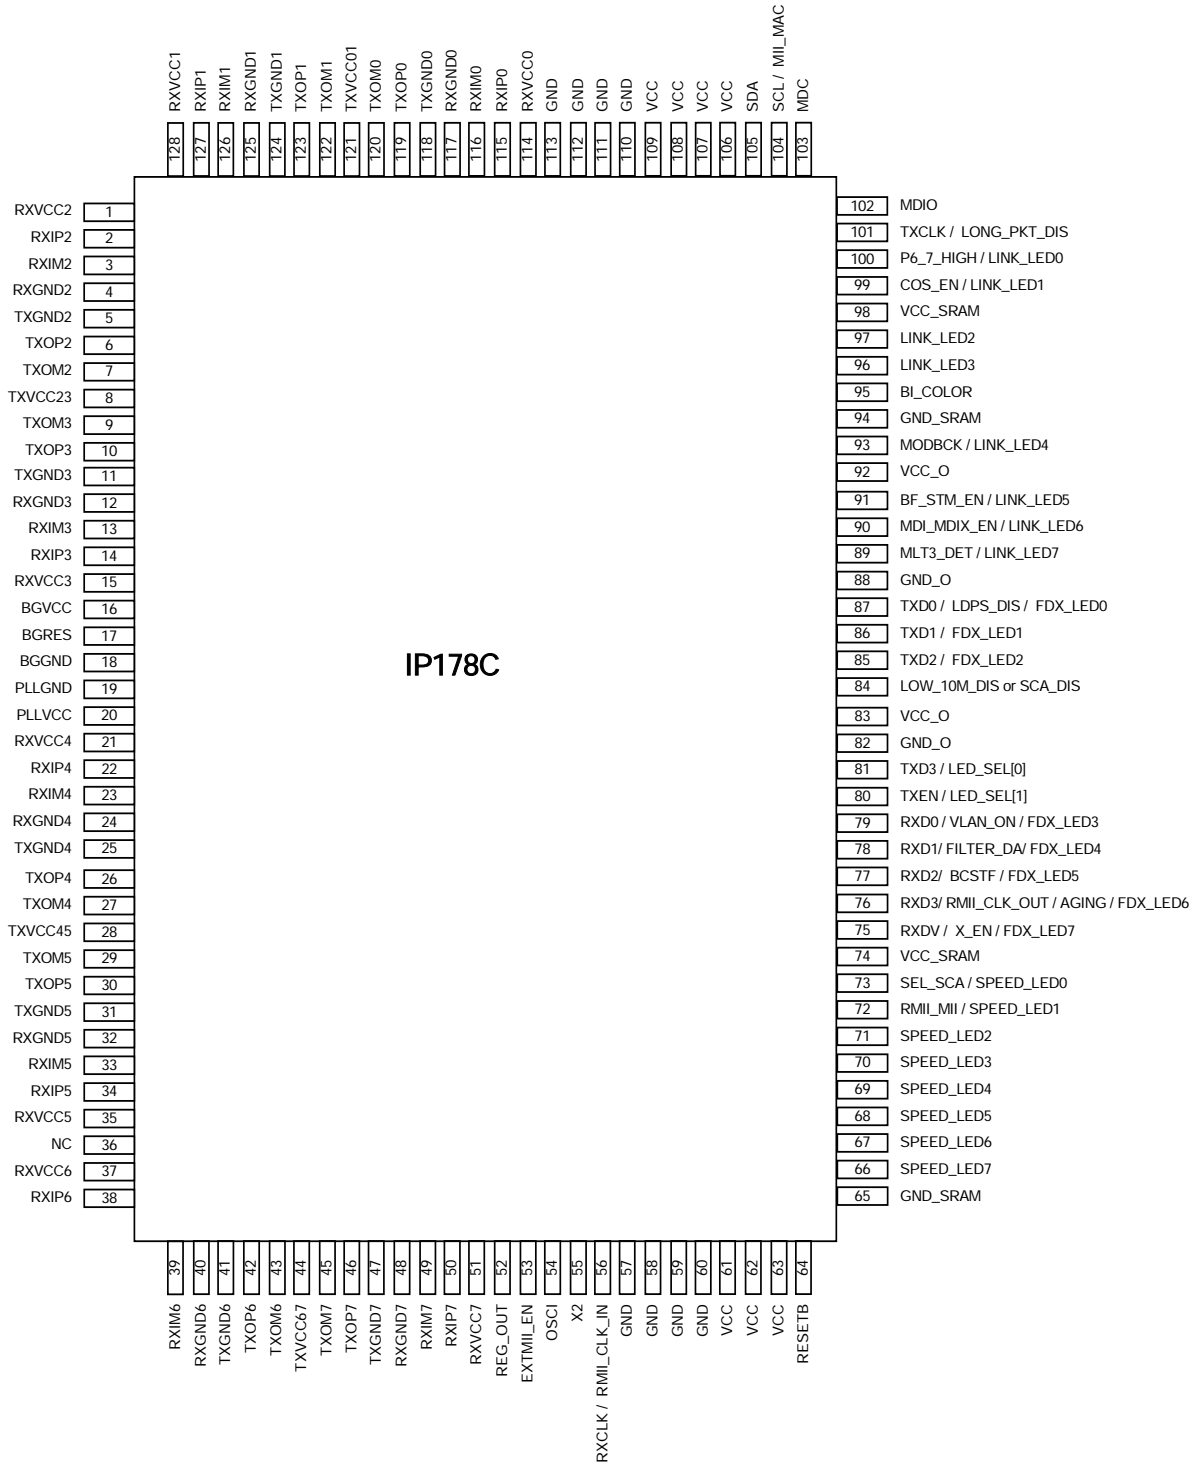 RXVCC1
RXIP1
RXIM1
RXGND1
TXGND1
TXOP1
TXOM1
TXVCC01
TXOM0
TXOP0
TXGND0
RXGND0
RXIM0
RXIP0
RXVCC0
GND
GND
GND
GND
VCC
VCC
VCC
VCC
SDA
SCL / MII_MAC
MDC
128
127
126
125
124
123
122
121
120
119
118
117
116
115
114
113
112
111
110
109
108
107
106
105
104
103
RXVCC2 1
RXIP2 2
RXIM2 3
RXGND2 4
TXGND2 5
TXOP2 6
TXOM2 7
TXVCC23 8
TXOM3 9
TXOP3 10
TXGND3 11
RXGND3 12
RXIM3 13
RXIP3 14
RXVCC3 15
BGVCC 16
BGRES 17
BGGND 18
PLLGND 19
PLLVCC 20
RXVCC4 21
RXIP4 22
RXIM4 23
RXGND4 24
TXGND4 25
TXOP4 26
TXOM4 27
TXVCC45 28
TXOM5 29
TXOP5 30
TXGND5 31
RXGND5 32
RXIM5 33
RXIP5 34
RXVCC5 35
NC 36
RXVCC6 37
RXIP6 38
IP178C
102 MDIO
101 TXCLK / LONG_PKT_DIS
100 P6_7_HIGH / LINK_LED0
99 COS_EN / LINK_LED1
98 VCC_SRAM
97 LINK_LED2
96 LINK_LED3
95 BI_COLOR
94 GND_SRAM
93 MODBCK / LINK_LED4
92 VCC_O
91 BF_STM_EN / LINK_LED5
90 MDI_MDIX_EN / LINK_LED6
89 MLT3_DET / LINK_LED7
88 GND_O
87 TXD0 / LDPS_DIS / FDX_LED0
86 TXD1 / FDX_LED1
85 TXD2 / FDX_LED2
84 LOW_10M_DIS or SCA_DIS
83 VCC_O
82 GND_O
81 TXD3 / LED_SEL[0]
80 TXEN / LED_SEL[1]
79 RXD0 / VLAN_ON / FDX_LED3
78 RXD1/ FILTER_DA/ FDX_LED4
77 RXD2/ BCSTF / FDX_LED5
76 RXD3/ RMII_CLK_OUT / AGING / FDX_LED6
75 RXDV / X_EN / FDX_LED7
74 VCC_SRAM
73 SEL_SCA / SPEED_LED0
72 RMII_MII / SPEED_LED1
71 SPEED_LED2
70 SPEED_LED3
69 SPEED_LED4
68 SPEED_LED5
67 SPEED_LED6
66 SPEED_LED7
65 GND_SRAM
39
40
41
42
43
44
45
46
47
48
49
50
51
52
53
54
55
56
57
58
59
60
61
62
63
64
RXIM6
RXGND6
TXGND6
TXOP6
TXOM6
TXVCC67
TXOM7
TXOP7
TXGND7
RXGND7
RXIM7
RXIP7
RXVCC7
REG_OUT
EXTMII_EN
OSCI
X2
RXCLK / RMII_CLK_IN
GND
GND
GND
GND
VCC
VCC
VCC
RESETB